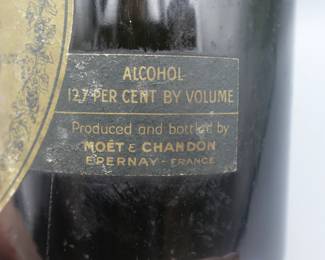 ALCOHOL
12,7 PER CENT BY VOLUME
Produced and bottled by
MOËT & CHANDON
EPERNAY - FRANCE